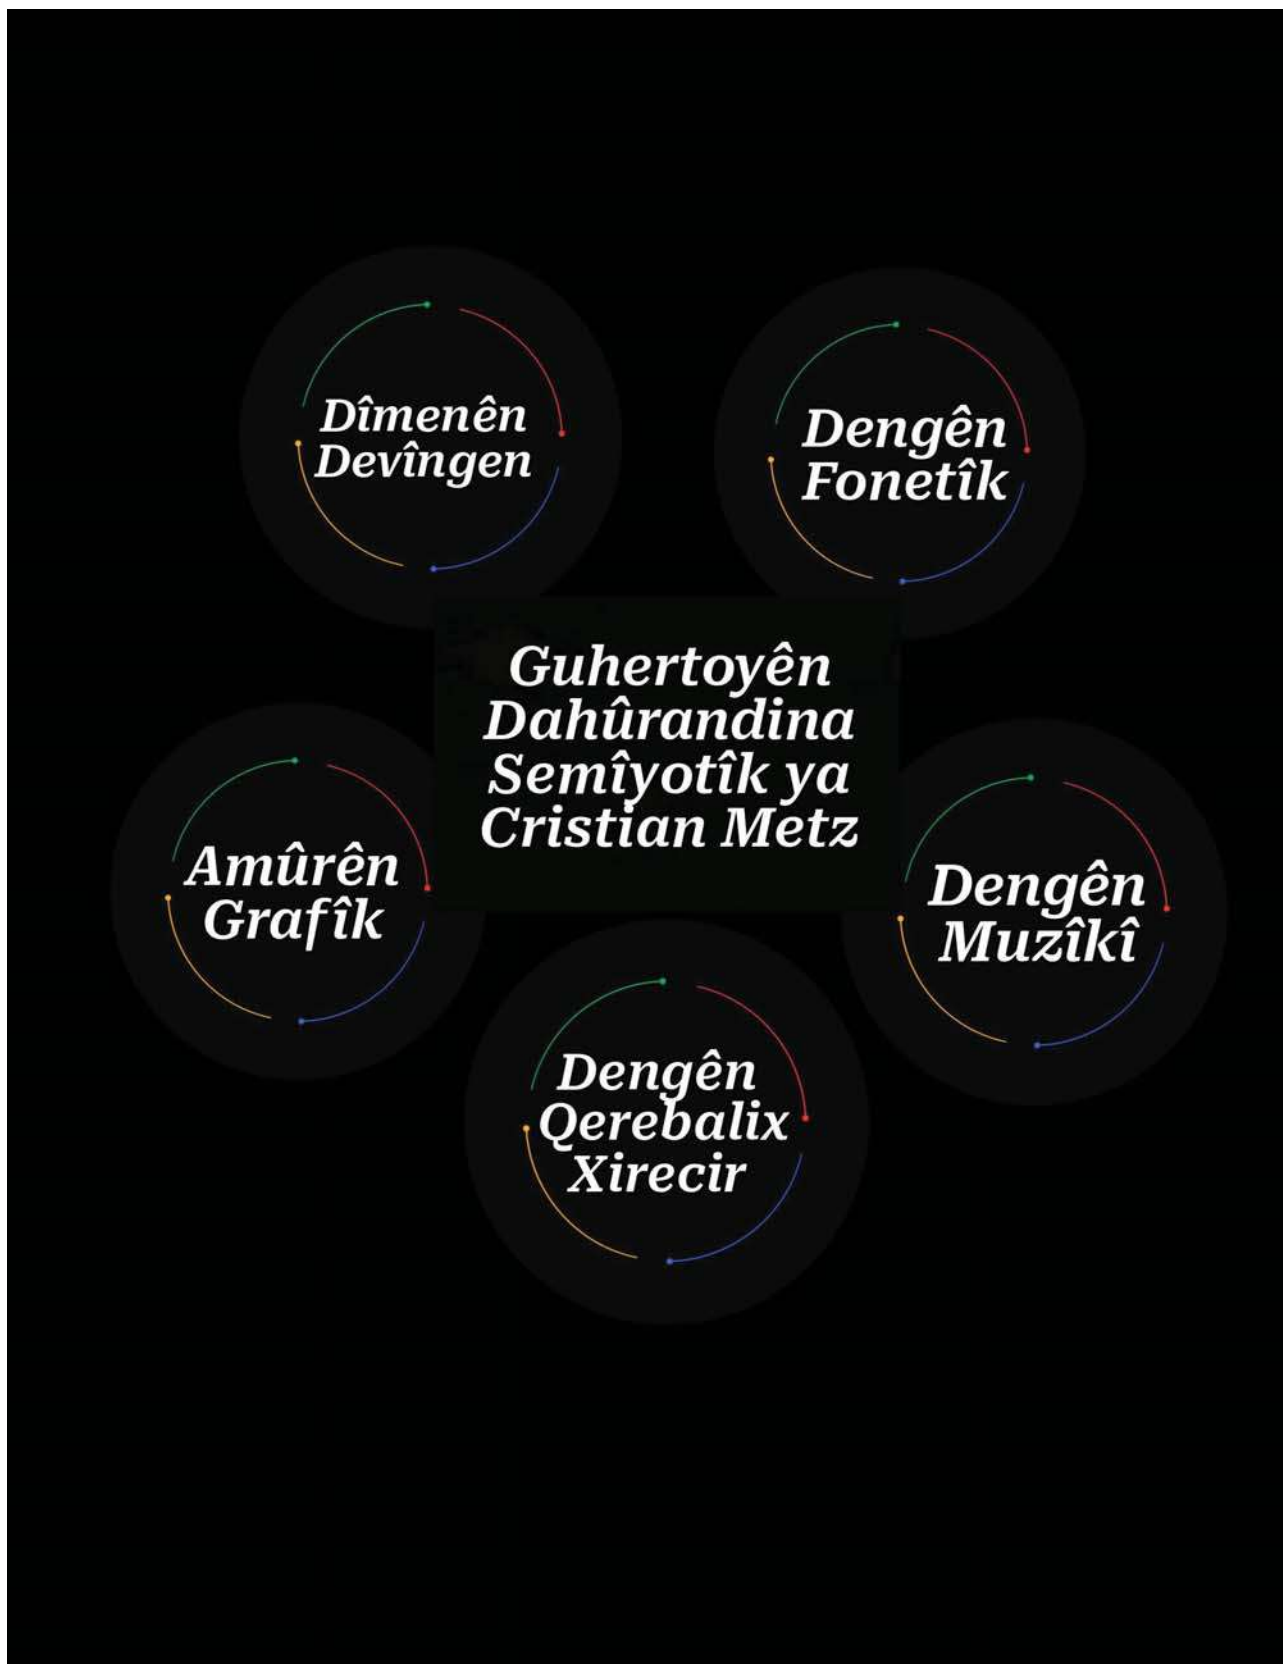 Dîmenên
Devîngen
Dengên
Fonetîk
Guhertoyên
Dahûrandina
Semîyotîk ya
Cristian Metz
Amûrên
Grafîk
Dengên
Muzîkî
Dengên
Qerebalix
Xirecir